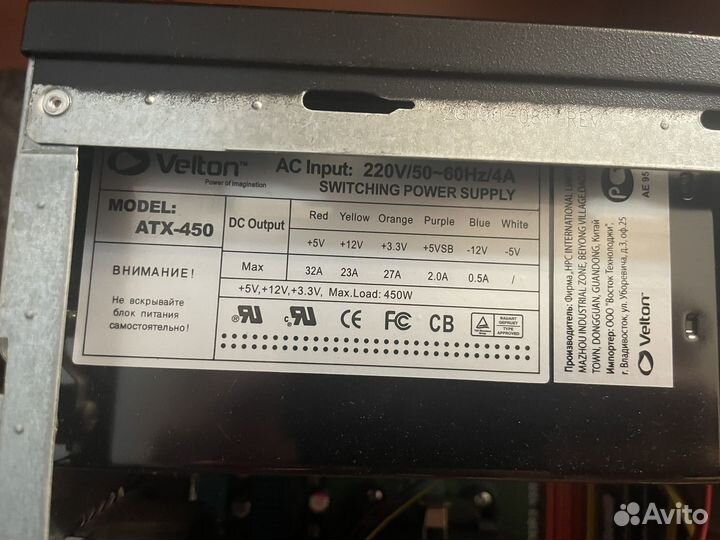 Velton™
Power of imagination
AC Input: 220V/50~60Hz/4A
SWITCHING POWER SUPPLY
MODEL:
ATX-450
DC Output Red Yellow Orange Purple Blue White
+5V +12V +3.3V +5VSB -12V -5V
Max 32A 23A 27A 2.0A 0.5A /
+5V,+12V,+3.3V, Max.Load: 450W
ВНИМАНИЕ!
Не вскрывайте
блок питания
самостоятельно!
CE FC CB
Производитель: Фирма „HPC INTERNATIONAL
MAZHOU INDUSTRIAL ZONE, BEIYONG VILLAGE,
TOWN, DONGGUAN, GUANDONG, Китай
Импортер: ООО "Восток Технолоджи",
г. Владивосток, ул. Уборевича, д.3, оф.25
Velton™
AE 95
Avito